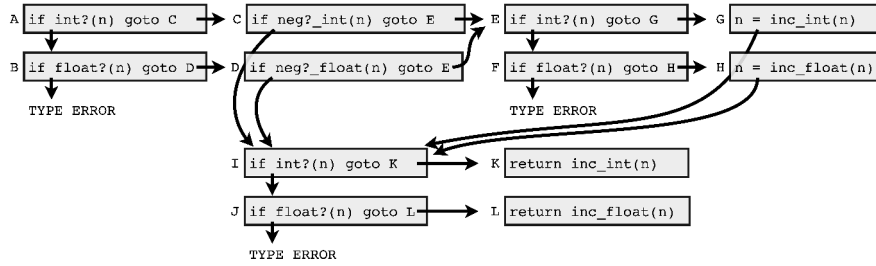 A if int?(n) goto C
C if neg?_int(n) goto E
E if int?(n) goto G
G n = inc_int(n)
B if float?(n) goto D
D if neg?_float(n) goto E
F if float?(n) goto H
H n = inc_float(n)
TYPE ERROR
TYPE ERROR
I if int?(n) goto K
K return inc_int(n)
J if float?(n) goto L
L return inc_float(n)
TYPE ERROR